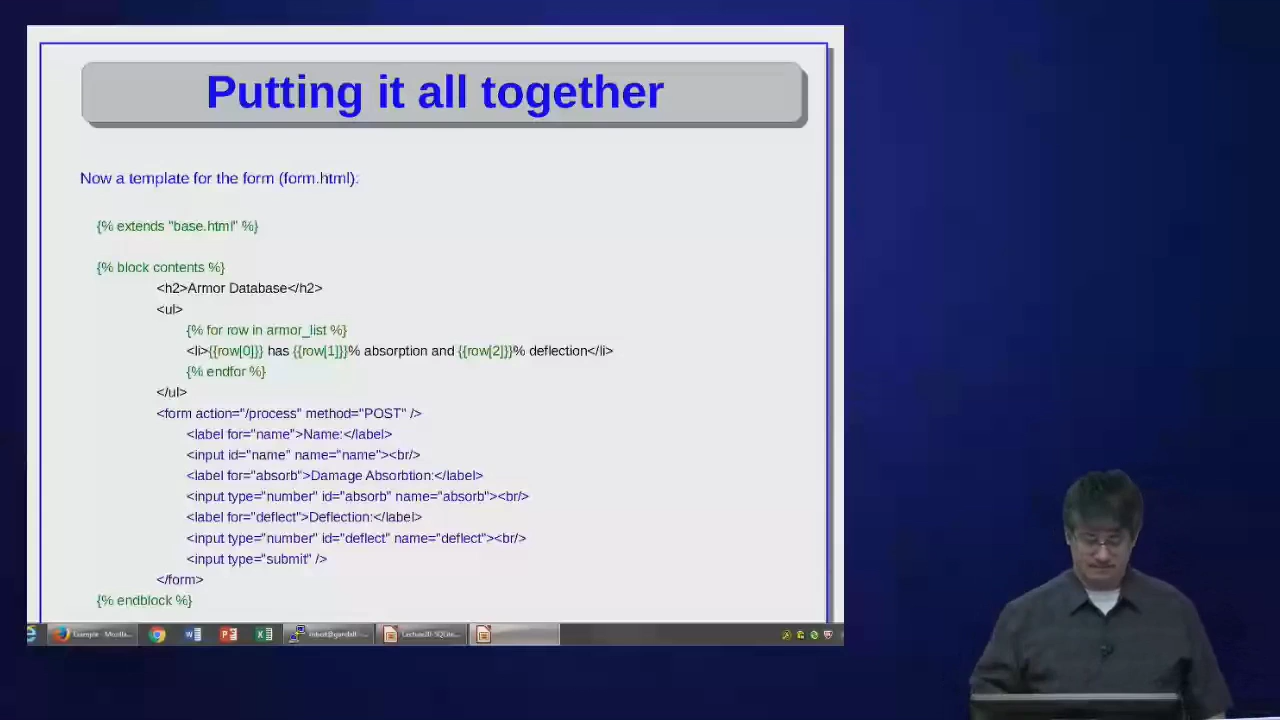 Putting it all together
Now a template for the form (form.html):
{% extends "base.html" %}
{% block contents %}
<h2>Armor Database</h2>
<ul>
{% for row in armor_list %}
<li>{{row[0]}} has {{row[1]}}% absorption and {{row[2]}}% deflection</li>
{% endfor %}
</ul>
<form action="/process" method="POST" />
<label for="name">Name:</label>
<input id="name" name="name"><br/>
<label for="absorb">Damage Absorbtion:</label>
<input type="number" id="absorb" name="absorb"><br/>
<label for="deflect">Deflection:</label>
<input type="number" id="deflect" name="deflect"><br/>
<input type="submit" />
</form>
{% endblock %}
Example - Mozilla...